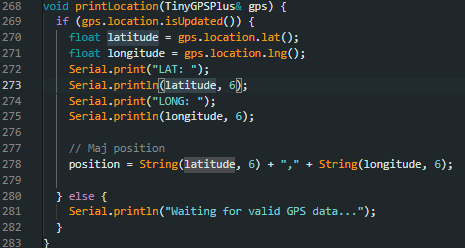 268 void printLocation(TinyGPSPlus& gps) {
269 if (gps.location.isUpdated()) {
270 float latitude = gps.location.lat();
271 float longitude = gps.location.lng();
272 Serial.print("LAT: ");
273 Serial.println(latitude, 6);
274 Serial.print("LONG: ");
275 Serial.println(longitude, 6);
276
277 // Maj position
278 position = String(latitude, 6) + "," + String(longitude, 6);
279
280 } else {
281 Serial.println("Waiting for valid GPS data...");
282 }
283 }